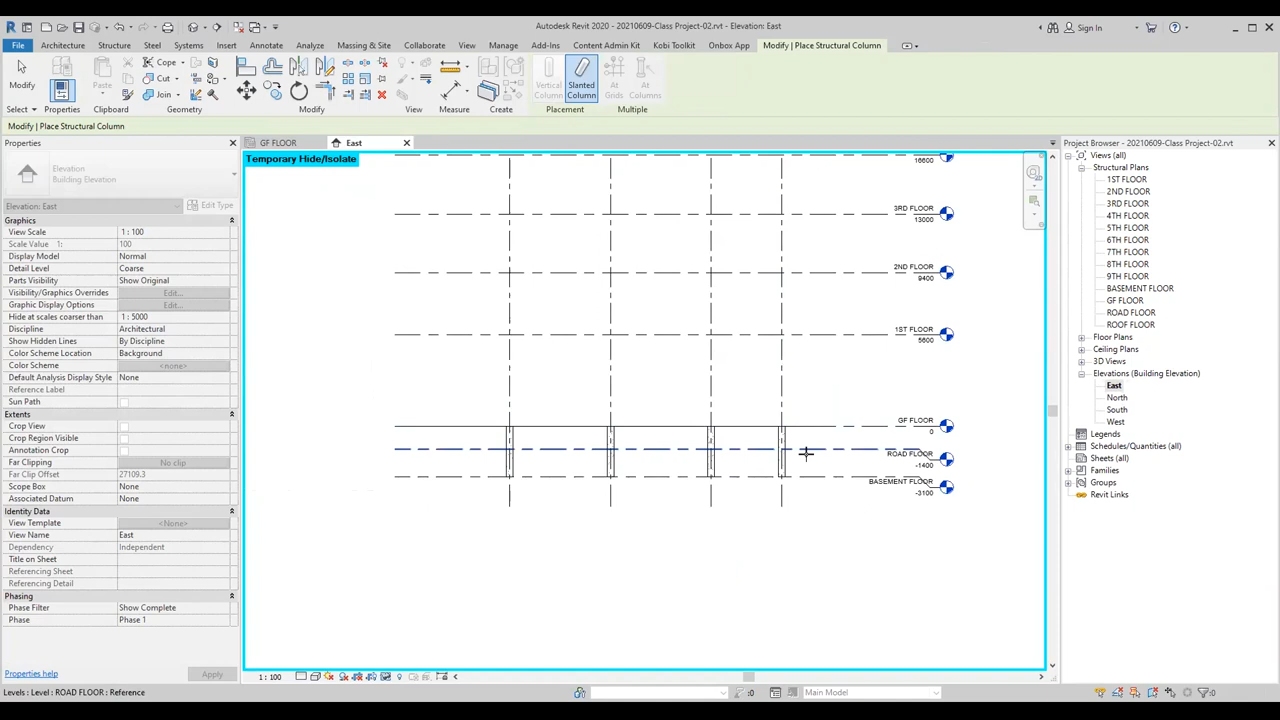 Autodesk Revit 2020 - 20210609-Class Project-02.rvt - Elevation: East
Sign In
File Architecture Structure Steel Systems Insert Annotate Analyze Massing & Site Collaborate View Manage Add-Ins Content Admin Kobi Toolkit Onbox App Modify | Place Structural Column
Modify
Paste
Cope
Cut
Join
Vertical Column
Slanted Column
At Grids
At Columns
Select Properties Clipboard Geometry Modify View Measure Create Placement Multiple
Modify | Place Structural Column
Properties
GF FLOOR
East
Project Browser - 20210609-Class Project-02.rvt
Elevation
Building Elevation
Elevation: East
Edit Type
Graphics
View Scale 1 : 100
Scale Value 1: 100
Display Model Normal
Detail Level Coarse
Parts Visibility Show Original
Visibility/Graphics Overrides Edit...
Graphic Display Options Edit...
Hide at scales coarser than 1 : 5000
Discipline Architectural
Show Hidden Lines By Discipline
Color Scheme Location Background
Color Scheme <none>
Default Analysis Display Style None
Reference Label
Sun Path
Extents
Crop View
Crop Region Visible
Annotation Crop
Far Clipping No clip
Far Clip Offset 27109.3
Scope Box None
Associated Datum None
Identity Data
View Template <None>
View Name East
Dependency Independent
Title on Sheet
Referencing Sheet
Referencing Detail
Phasing
Phase Filter Show Complete
Phase Phase 1
Properties help
Apply
Temporary Hide/Isolate
16600
3RD FLOOR
13000
2ND FLOOR
9400
1ST FLOOR
5600
GF FLOOR
0
ROAD FLOOR
-1400
BASEMENT FLOOR
-3100
Views (all)
Structural Plans
1ST FLOOR
2ND FLOOR
3RD FLOOR
4TH FLOOR
5TH FLOOR
6TH FLOOR
7TH FLOOR
8TH FLOOR
9TH FLOOR
BASEMENT FLOOR
GF FLOOR
ROAD FLOOR
ROOF FLOOR
Floor Plans
Ceiling Plans
3D Views
Elevations (Building Elevation)
East
North
South
West
Legends
Schedules/Quantities (all)
Sheets (all)
Families
Groups
Revit Links
1 : 100
Levels : Level : ROAD FLOOR : Reference
:0
Main Model
:0